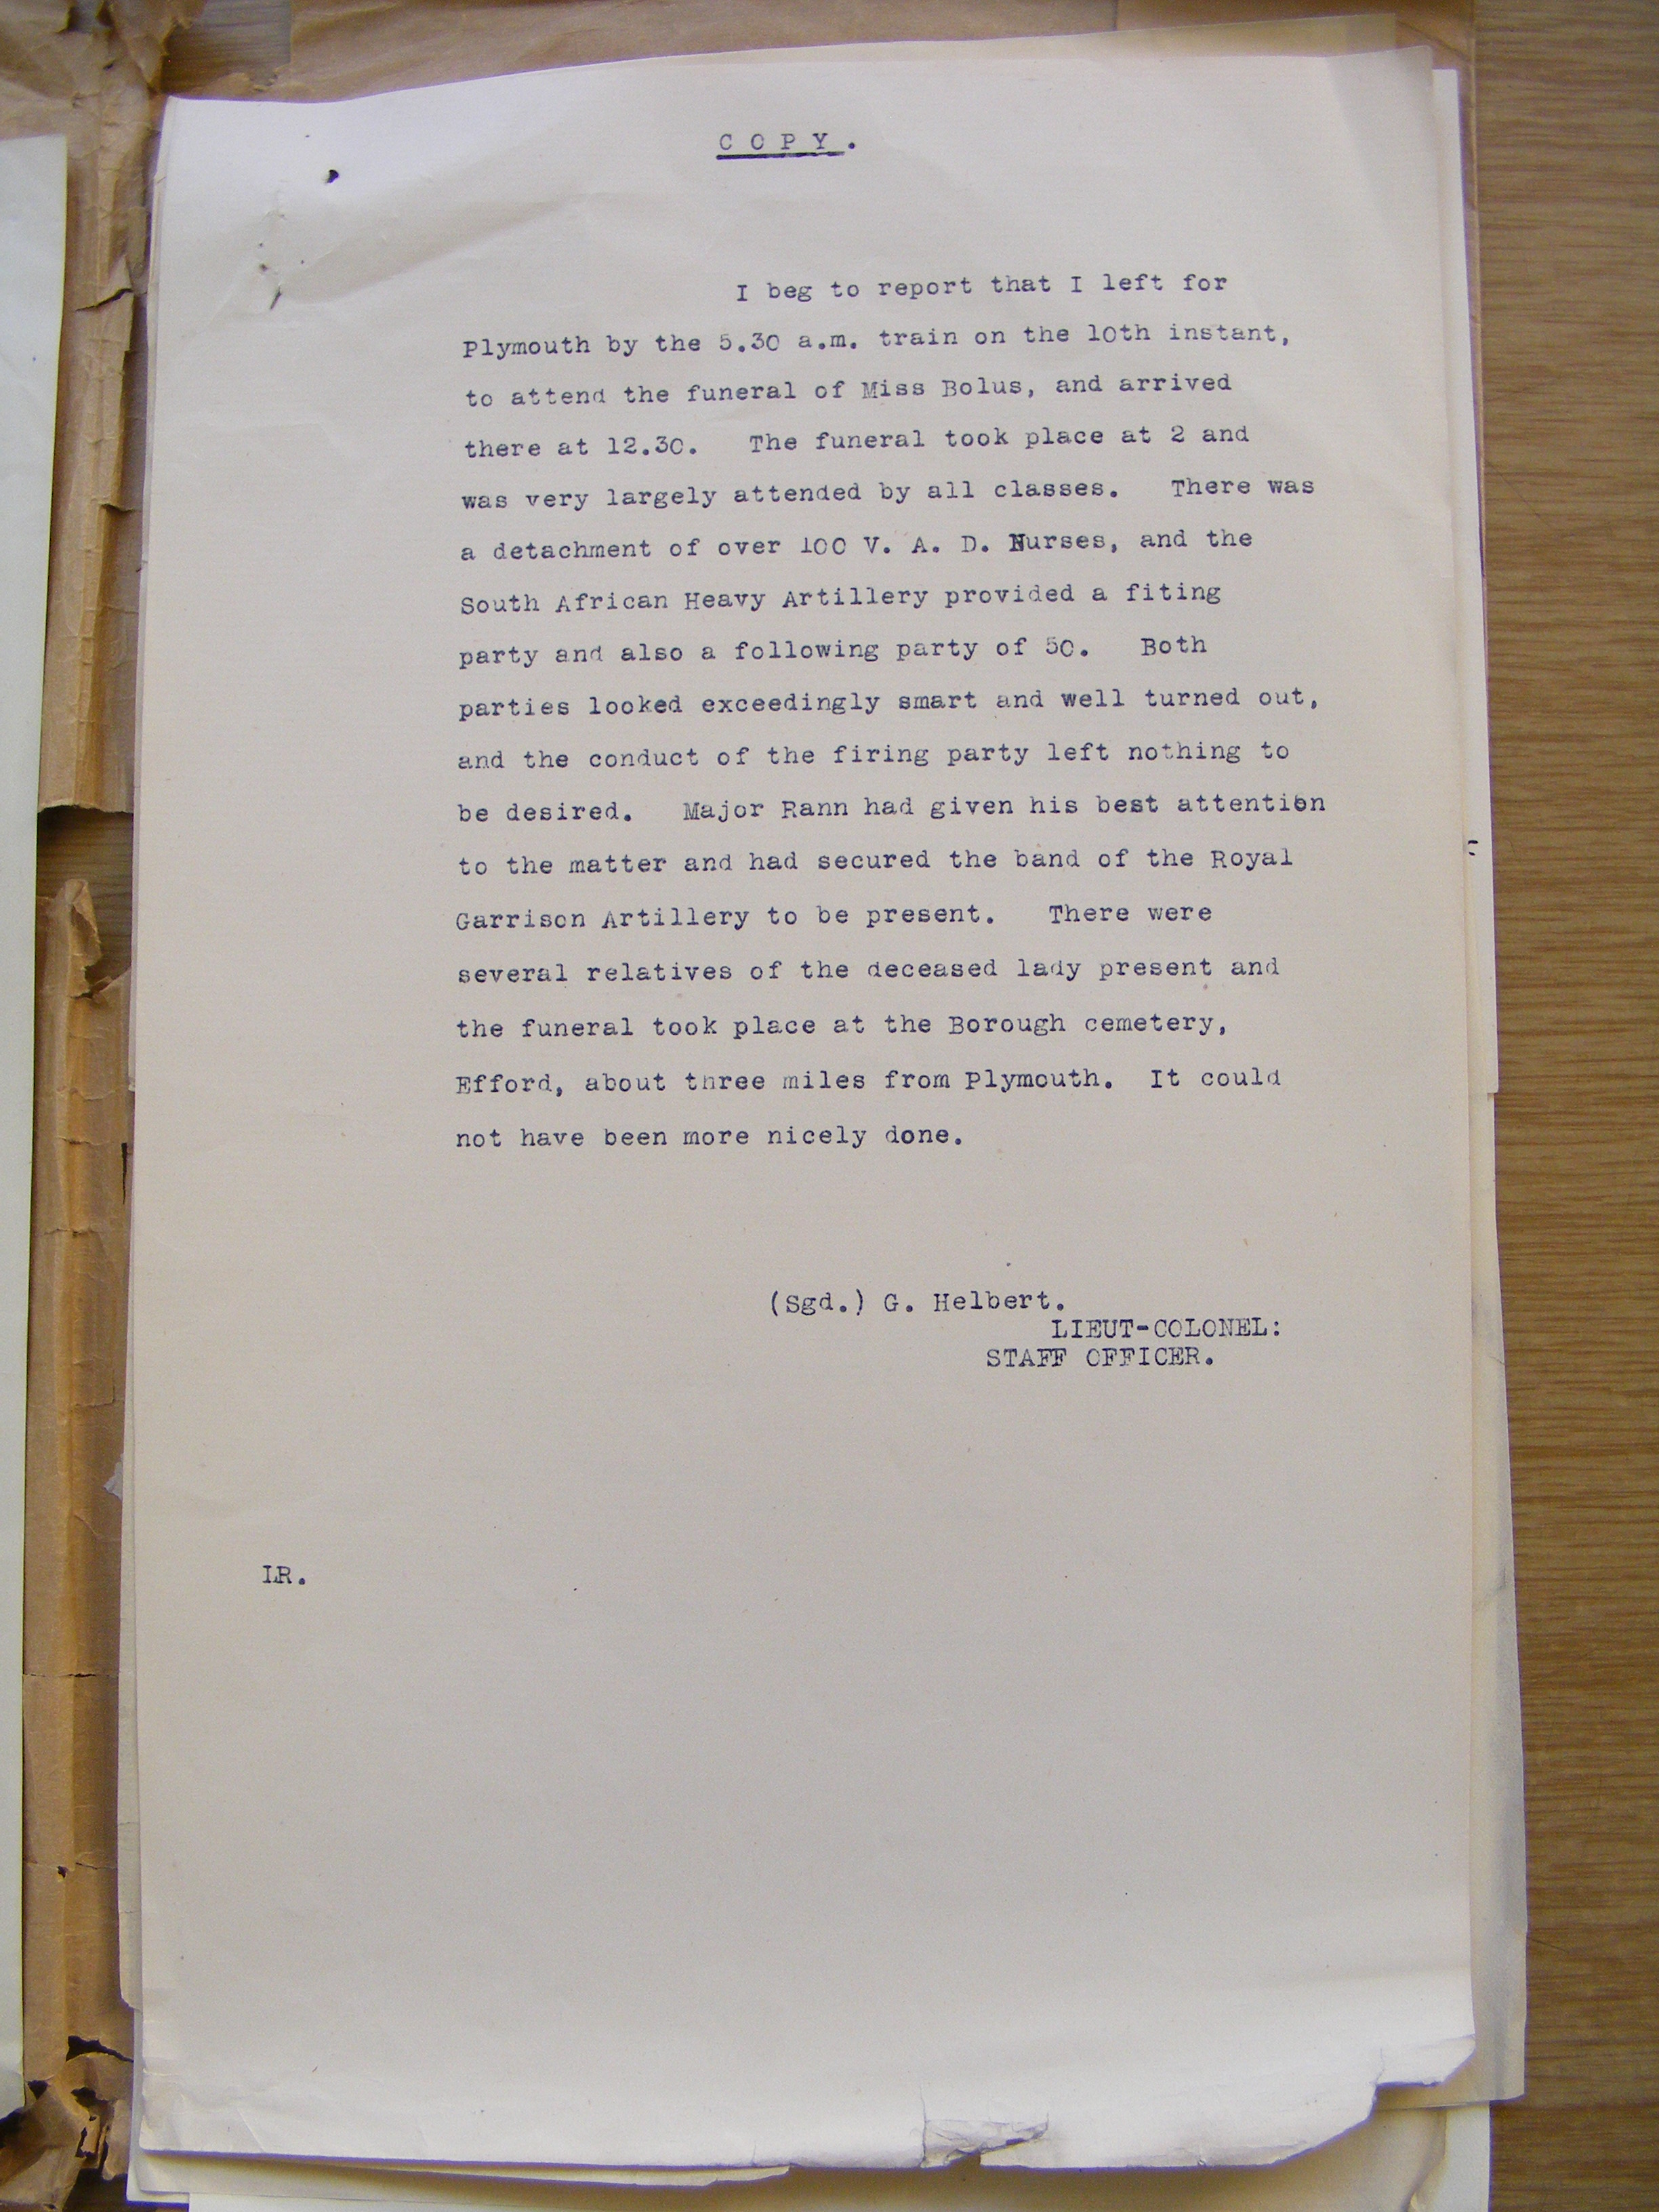 COPY.
I beg to report that I left for
Plymouth by the 5.30 a.m. train on the 10th instant,
to attend the funeral of Miss Bolus, and arrived
there at 12.30. The funeral took place at 2 and
was very largely attended by all classes. There was
a detachment of over 100 V. A. D. Nurses, and the
South African Heavy Artillery provided a fiting
party and also a following party of 50. Both
parties looked exceedingly smart and well turned out,
and the conduct of the firing party left nothing to
be desired. Major Rann had given his best attention
to the matter and had secured the band of the Royal
Garrison Artillery to be present. There were
several relatives of the deceased lady present and
the funeral took place at the Borough cemetery,
Efford, about three miles from Plymouth. It could
not have been more nicely done.
(Sgd.) G. Helbert.
LIEUT-COLONEL:
STAFF OFFICER.
LR.